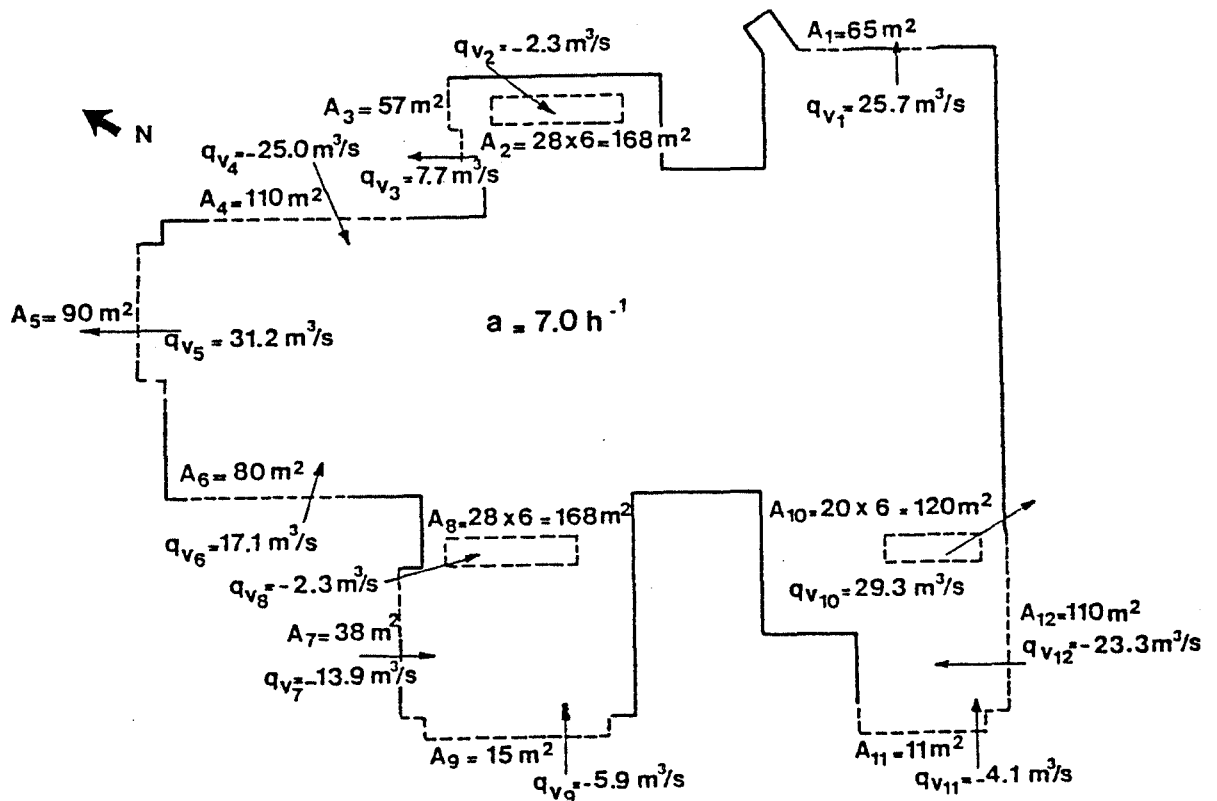 A₁=65 m²
qᵥ₂=-2.3 m³/s
A₃=57 m²
qᵥ₁=25.7 m³/s
N
A₂=28x6=168 m²
qᵥ₄=-25.0 m³/s
qᵥ₃=7.7 m³/s
A₄=110 m²
A₅=90 m²
a = 7.0 h⁻¹
qᵥ₅=31.2 m³/s
A₆=80 m²
A₈=28x6=168 m²
A₁₀=20 x 6 = 120 m²
qᵥ₆=17.1 m³/s
qᵥ₈=-2.3 m³/s
qᵥ₁₀=29.3 m³/s
A₇=38 m²
A₁₂=110 m²
qᵥ₁₂=-23.3 m³/s
qᵥ₇=-13.9 m³/s
A₉=15 m²
A₁₁=11 m²
qᵥ₉=-5.9 m³/s
qᵥ₁₁=-4.1 m³/s